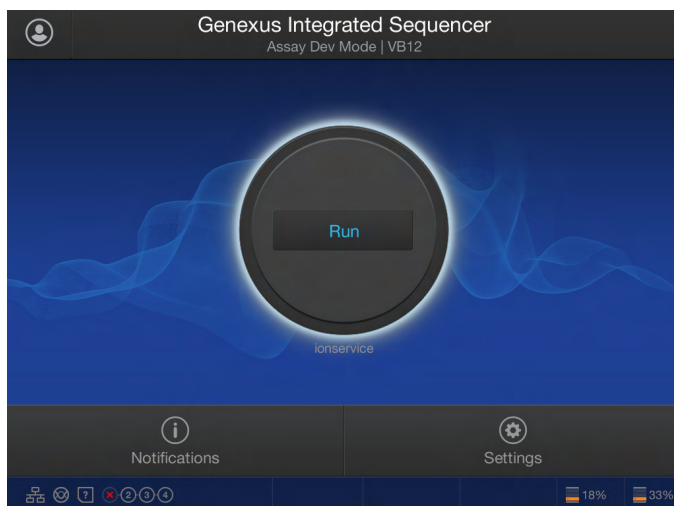 Genexus Integrated Sequencer
Assay Dev Mode | VB12
Run
ionservice
Notifications
Settings
? 2 3 4
18%
33%